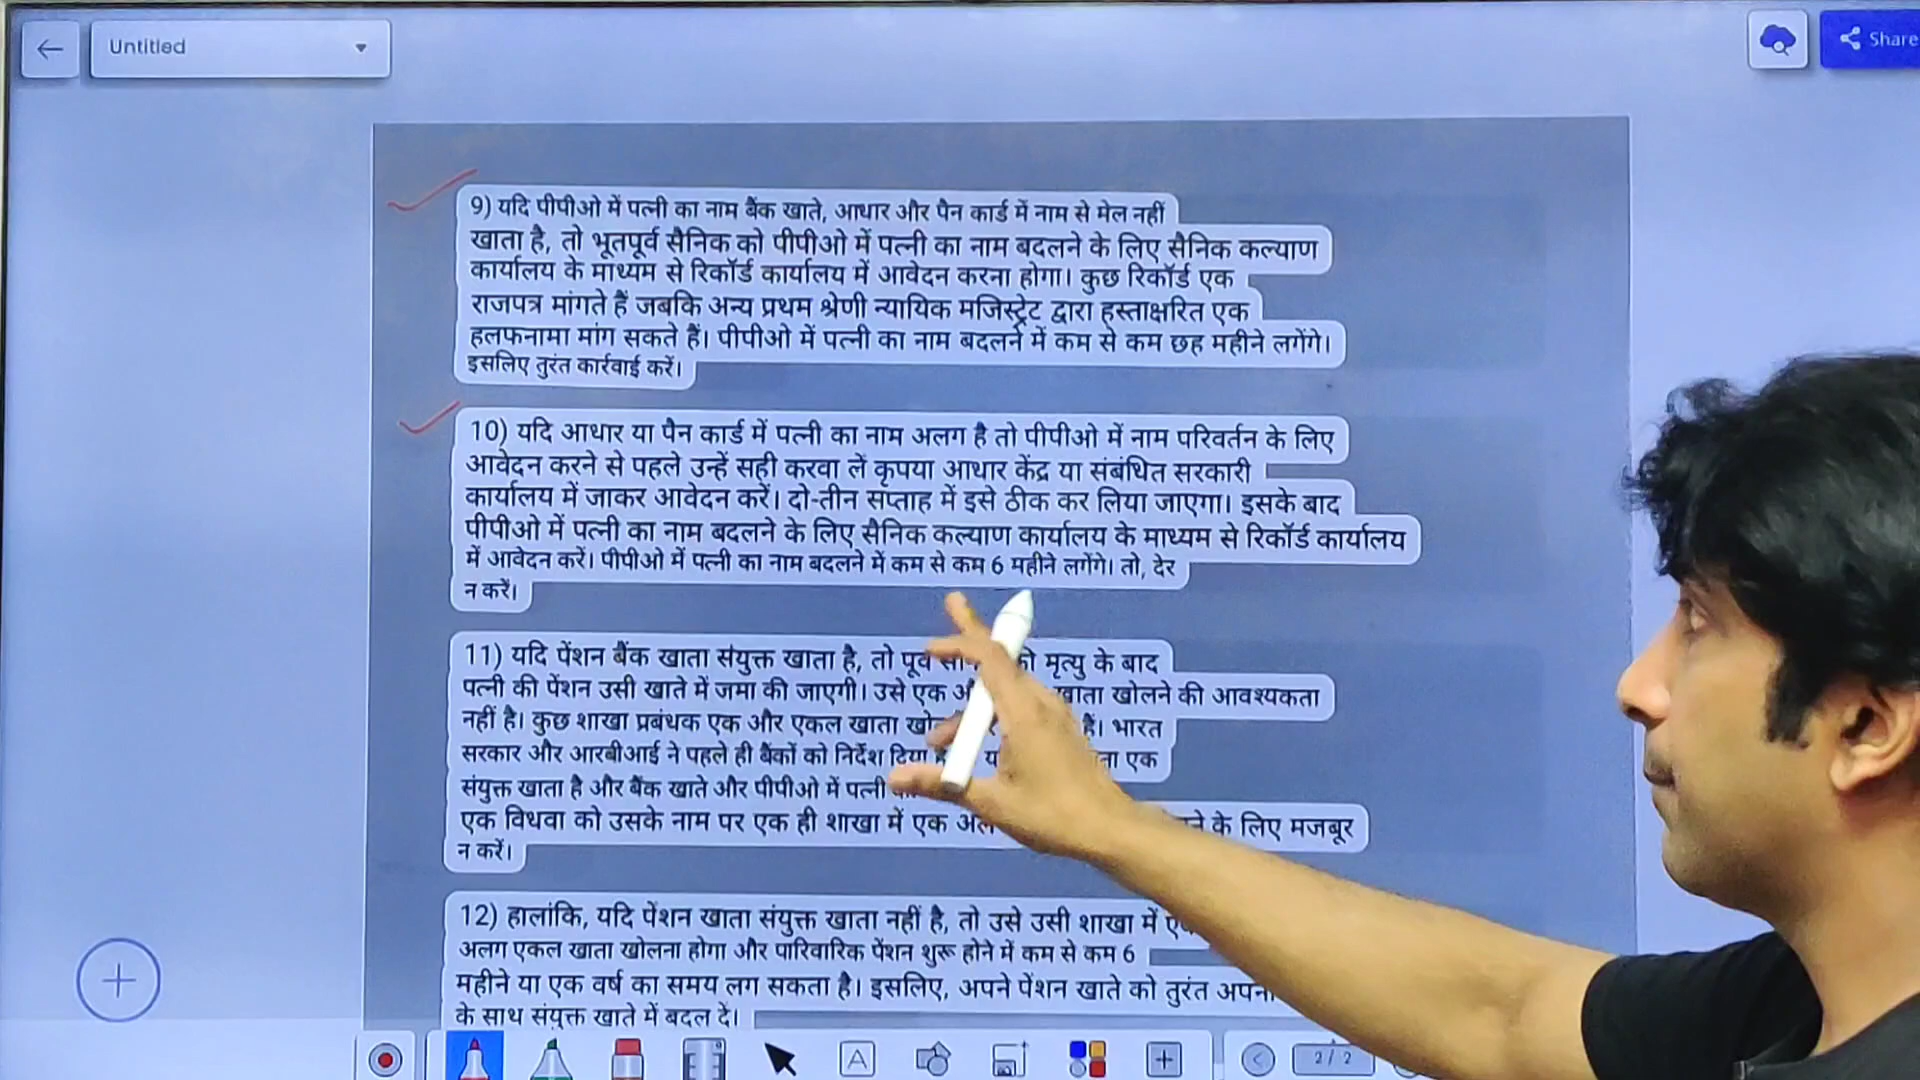 Untitled
Share
9) यदि पीपीओ में पत्नी का नाम बैंक खाते, आधार और पैन कार्ड में नाम से मेल नहीं
खाता है, तो भूतपूर्व सैनिक को पीपीओ में पत्नी का नाम बदलने के लिए सैनिक कल्याण
कार्यालय के माध्यम से रिकॉर्ड कार्यालय में आवेदन करना होगा। कुछ रिकॉर्ड एक
राजपत्र मांगते हैं जबकि अन्य प्रथम श्रेणी न्यायिक मजिस्ट्रेट द्वारा हस्ताक्षरित एक
हलफनामा मांग सकते हैं। पीपीओ में पत्नी का नाम बदलने में कम से कम छह महीने लगेंगे।
इसलिए तुरंत कार्रवाई करें।
10) यदि आधार या पैन कार्ड में पत्नी का नाम अलग है तो पीपीओ में नाम परिवर्तन के लिए
आवेदन करने से पहले उन्हें सही करवा लें कृपया आधार केंद्र या संबंधित सरकारी
कार्यालय में जाकर आवेदन करें। दो-तीन सप्ताह में इसे ठीक कर लिया जाएगा। इसके बाद
पीपीओ में पत्नी का नाम बदलने के लिए सैनिक कल्याण कार्यालय के माध्यम से रिकॉर्ड कार्यालय
में आवेदन करें। पीपीओ में पत्नी का नाम बदलने में कम से कम 6 महीने लगेंगे। तो, देर
न करें।
11) यदि पेंशन बैंक खाता संयुक्त खाता है, तो पूर्व की मृत्यु के बाद
पत्नी की पेंशन उसी खाते में जमा की जाएगी। उसे एक खाता खोलने की आवश्यकता
नहीं है। कुछ शाखा प्रबंधक एक और एकल खाता हैं। भारत
सरकार और आरबीआई ने पहले ही बैंकों को निर्देश दिया एक
संयुक्त खाता है और बैंक खाते और पीपीओ में पत्नी
एक विधवा को उसके नाम पर एक ही शाखा में एक के लिए मजबूर
न करें।
12) हालांकि, यदि पेंशन खाता संयुक्त खाता नहीं है, तो उसे उसी शाखा में
अलग एकल खाता खोलना होगा और पारिवारिक पेंशन शुरू होने में कम से कम 6
महीने या एक वर्ष का समय लग सकता है। इसलिए, अपने पेंशन खाते को तुरंत
के साथ संयुक्त खाते में बदल दें।
A
2/2